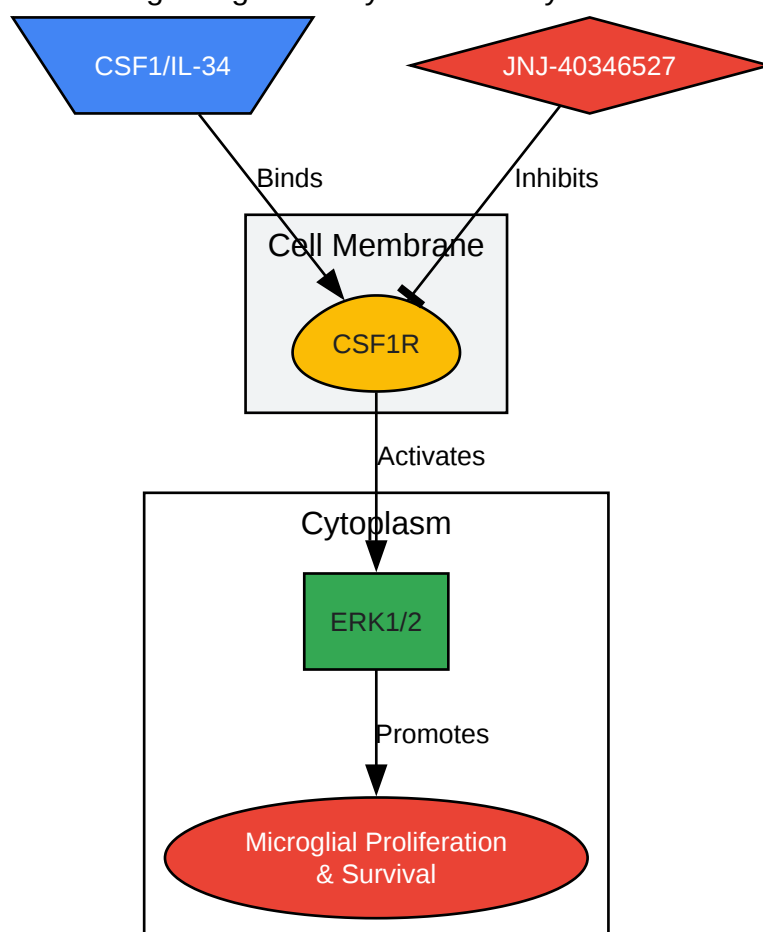 CSF1/IL-34
JNJ-40346527
Binds
Inhibits
Cell Membrane
CSF1R
Activates
Cytoplasm
ERK1/2
Promotes
Microglial Proliferation
& Survival